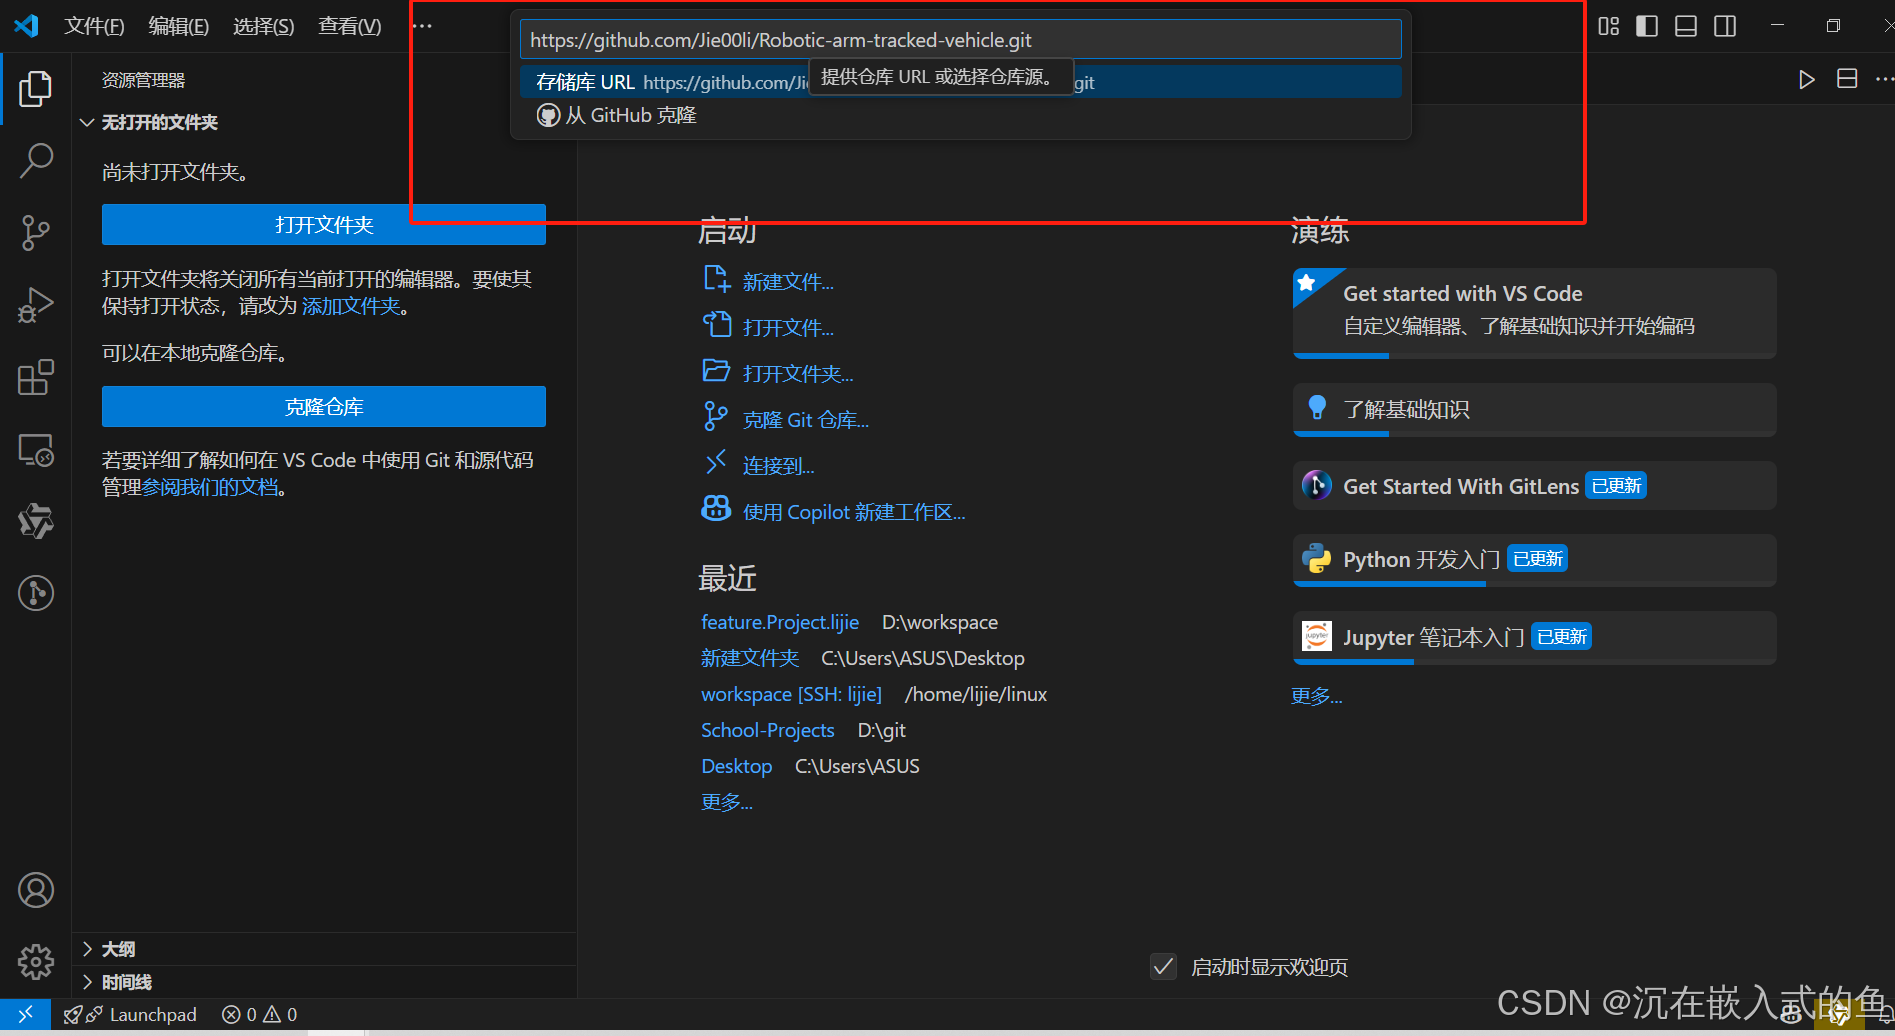 文件(F) 编辑(E) 选择(S) 查看(V) ···
https://github.com/Jie00li/Robotic-arm-tracked-vehicle.git
存储库 URL https://github.com/Ji
提供仓库 URL 或选择仓库源。
git
从 GitHub 克隆
资源管理器
无打开的文件夹
尚未打开文件夹。
打开文件夹
打开文件夹将关闭所有当前打开的编辑器。要使其
保持打开状态，请改为 添加文件夹。
可以在本地克隆仓库。
克隆仓库
若要详细了解如何在 VS Code 中使用 Git 和源代码
管理参阅我们的文档。
大纲
时间线
启动
新建文件...
打开文件...
打开文件夹...
克隆 Git 仓库...
连接到...
使用 Copilot 新建工作区...
最近
feature.Project.lijie D:\workspace
新建文件夹 C:\Users\ASUS\Desktop
workspace [SSH: lijie] /home/lijie/linux
School-Projects D:\git
Desktop C:\Users\ASUS
更多...
演练
Get started with VS Code
自定义编辑器、了解基础知识并开始编码
了解基础知识
Get Started With GitLens 已更新
Python 开发入门 已更新
Jupyter 笔记本入门 已更新
更多...
启动时显示欢迎页
Launchpad 0 0
CSDN @沉在嵌入式的鱼